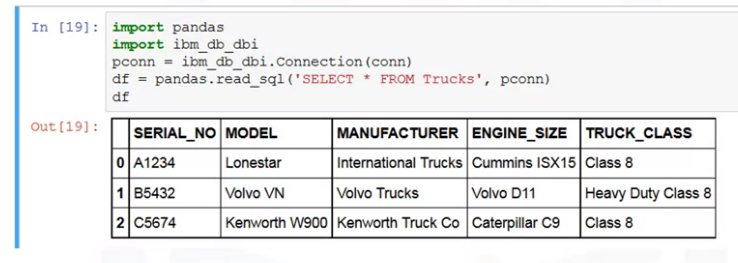 In [19]: import pandas
import ibm_db_dbi
pconn = ibm_db_dbi.Connection(conn)
df = pandas.read_sql('SELECT * FROM Trucks', pconn)
df
Out[19]:
SERIAL_NO MODEL MANUFACTURER ENGINE_SIZE TRUCK_CLASS
0 A1234 Lonestar International Trucks Cummins ISX15 Class 8
1 B5432 Volvo VN Volvo Trucks Volvo D11 Heavy Duty Class 8
2 C5674 Kenworth W900 Kenworth Truck Co Caterpillar C9 Class 8